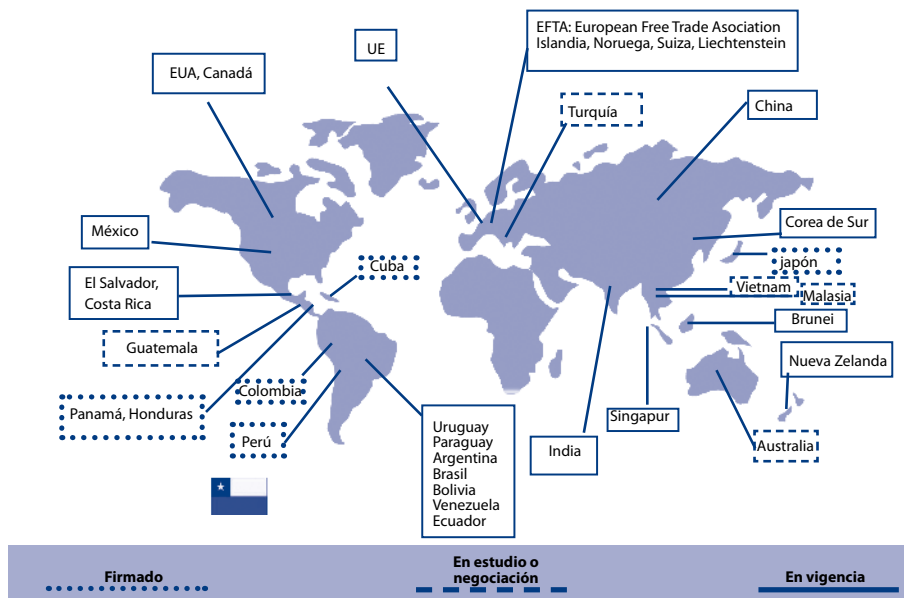 EFTA: European Free Trade Asociation
Islandia, Noruega, Suiza, Liechtenstein
UE
EUA, Canadá
Turquía
China
México
Corea de Sur
Cuba
japón
El Salvador,
Costa Rica
Vietnam
Malasia
Brunei
Guatemala
Nueva Zelanda
Colombia
Panamá, Honduras
Singapur
Perú
Uruguay
Paraguay
Argentina
Brasil
Bolivia
Venezuela
Ecuador
India
Australia
Firmado
En estudio o
negociación
En vigencia